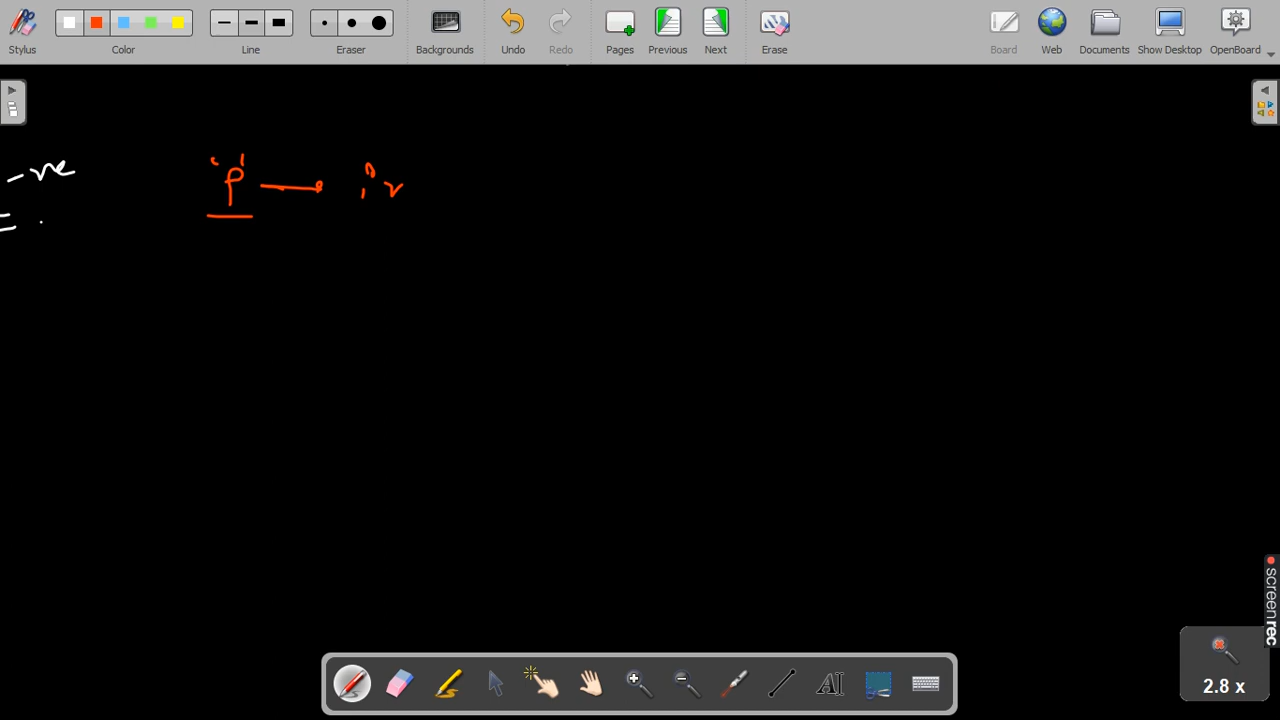 Stylus Color Line Eraser Backgrounds Undo Redo Pages Previous Next Erase Board Web Documents Show Desktop OpenBoard
-ve 'p'
=
screenrec
2.8 x